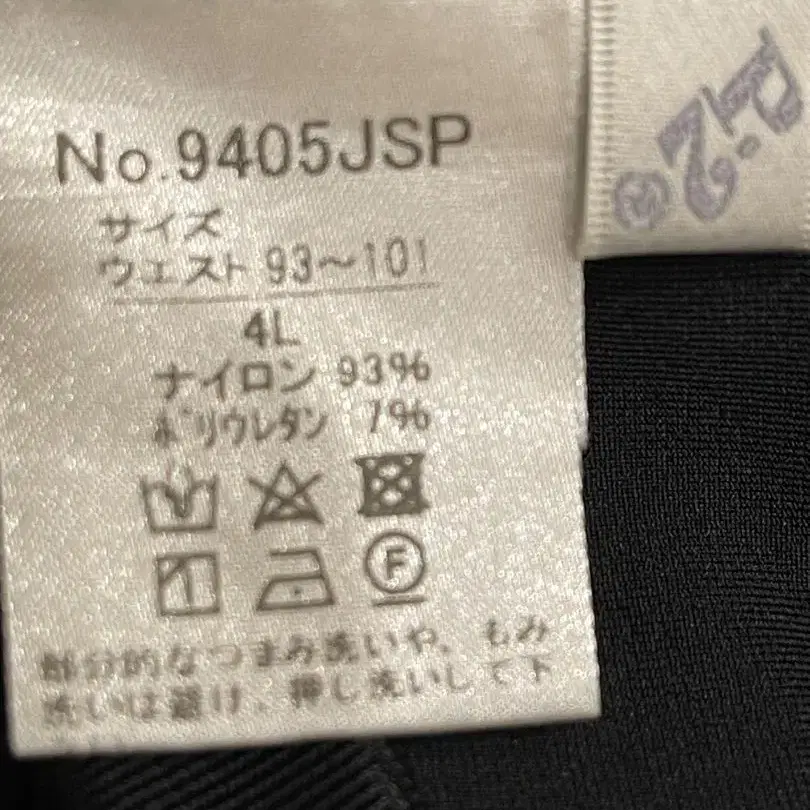 No.9405JSP
サイズ
ウエスト 93～101
4L
ナイロン 93%
ポリウレタン 7%
F
部分的なつまみ洗いや、もみ
洗いは避け、押し洗いして下
P-2®